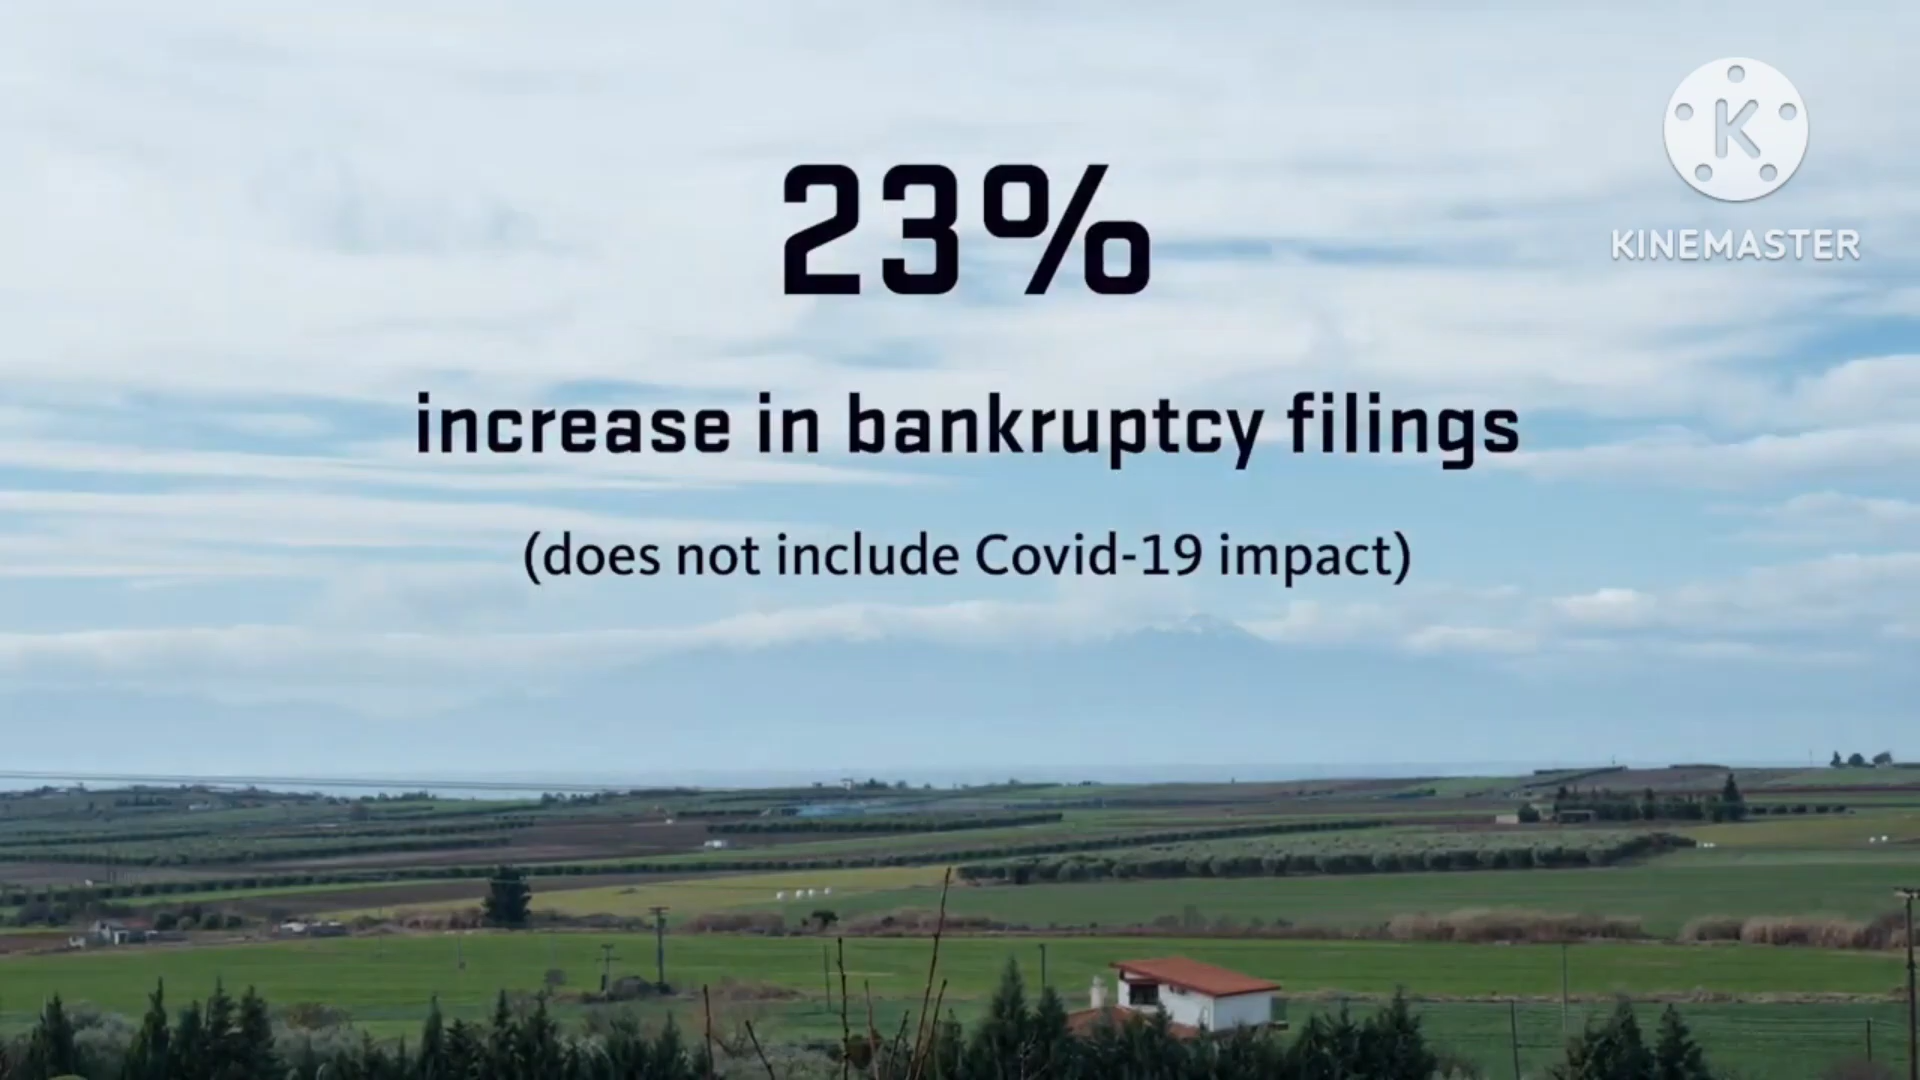 23%
increase in bankruptcy filings
(does not include Covid-19 impact)
K
KINEMASTER